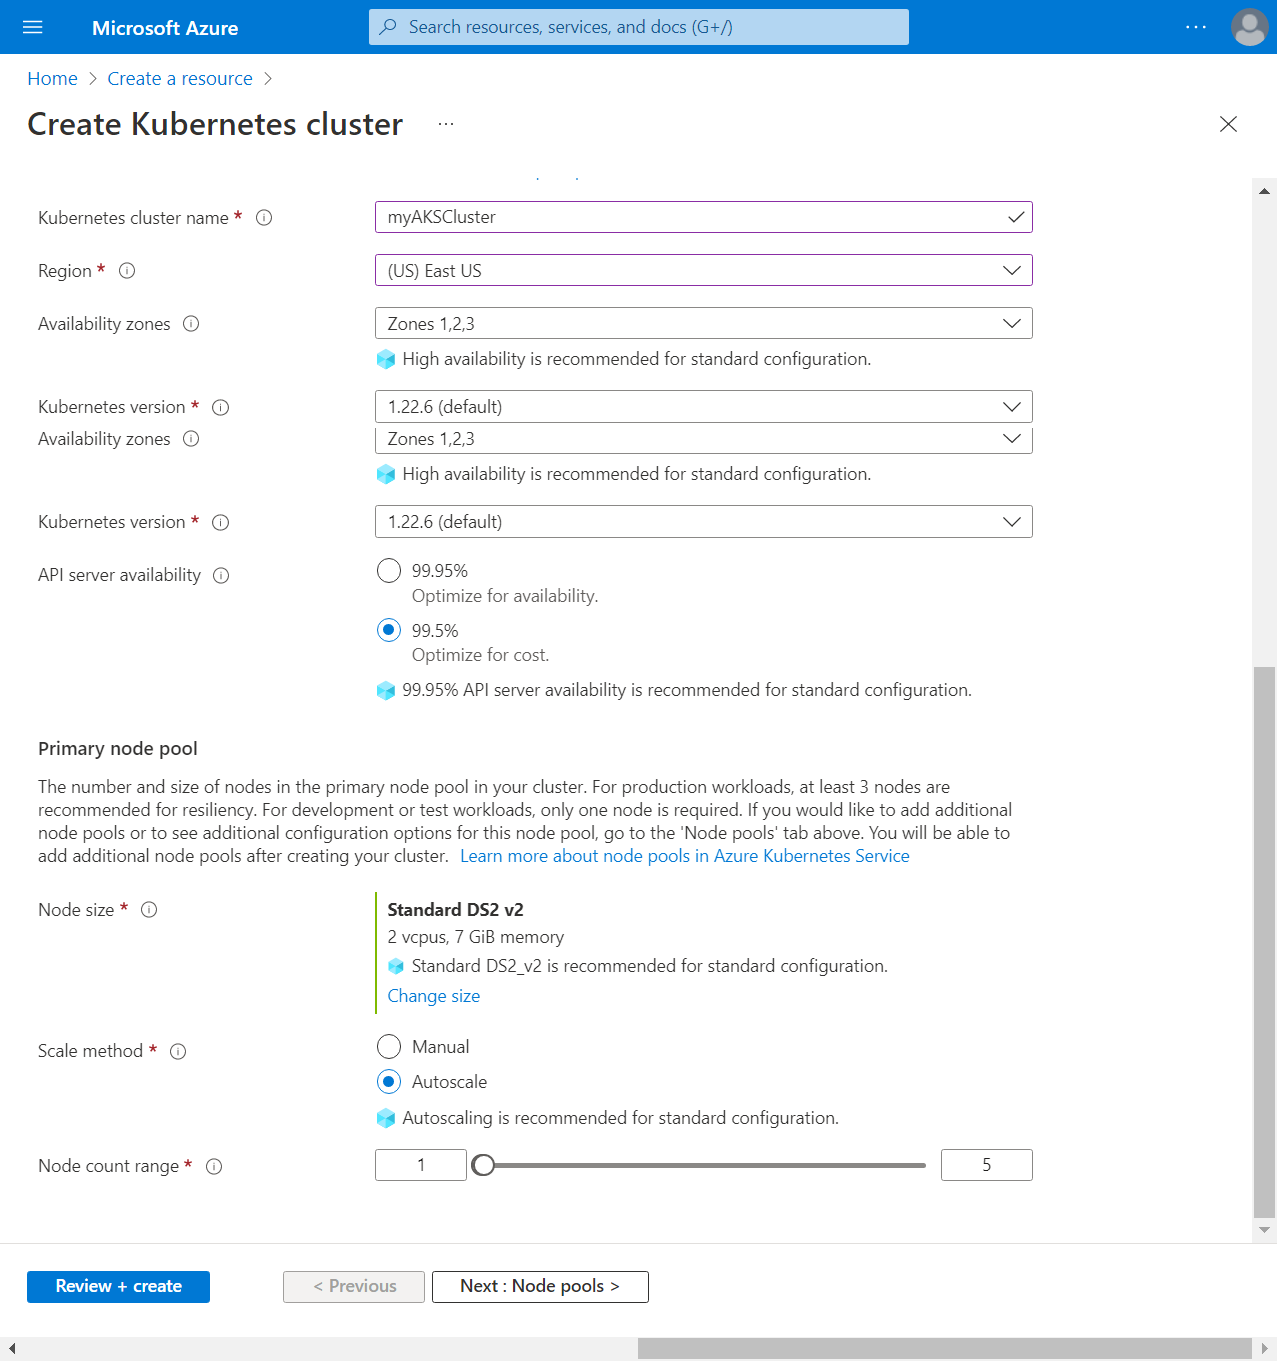 Microsoft Azure
Search resources, services, and docs (G+/)
Home > Create a resource >
Create Kubernetes cluster ...
Kubernetes cluster name *
myAKSCluster
Region *
(US) East US
Availability zones
Zones 1,2,3
High availability is recommended for standard configuration.
Kubernetes version *
1.22.6 (default)
Availability zones
Zones 1,2,3
High availability is recommended for standard configuration.
Kubernetes version *
1.22.6 (default)
API server availability
99.95%
Optimize for availability.
99.5%
Optimize for cost.
99.95% API server availability is recommended for standard configuration.
Primary node pool
The number and size of nodes in the primary node pool in your cluster. For production workloads, at least 3 nodes are
recommended for resiliency. For development or test workloads, only one node is required. If you would like to add additional
node pools or to see additional configuration options for this node pool, go to the 'Node pools' tab above. You will be able to
add additional node pools after creating your cluster. Learn more about node pools in Azure Kubernetes Service
Node size *
Standard DS2 v2
2 vcpus, 7 GiB memory
Standard DS2_v2 is recommended for standard configuration.
Change size
Scale method *
Manual
Autoscale
Autoscaling is recommended for standard configuration.
Node count range *
1
5
Review + create
< Previous
Next : Node pools >